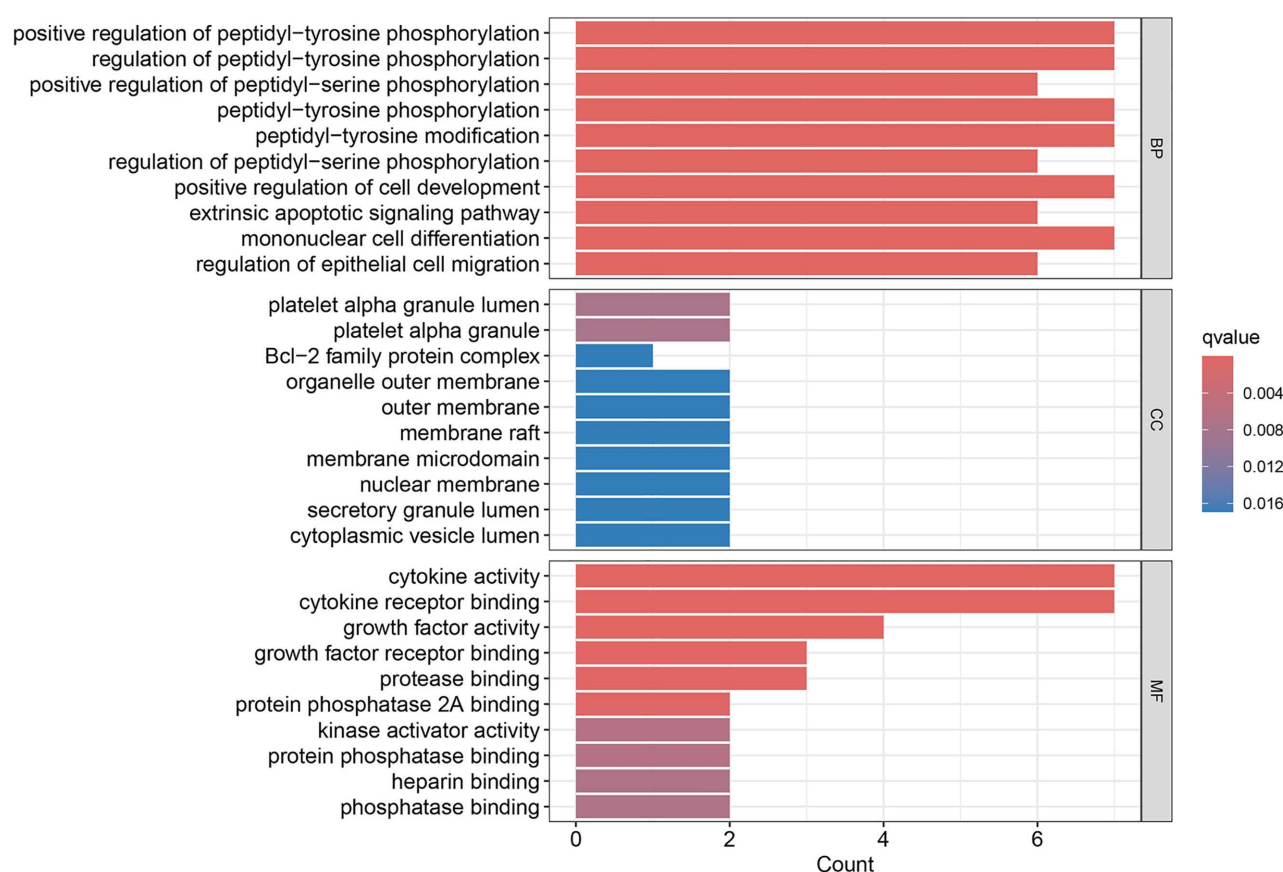 positive regulation of peptidyl−tyrosine phosphorylation
regulation of peptidyl−tyrosine phosphorylation
positive regulation of peptidyl−serine phosphorylation
peptidyl−tyrosine phosphorylation
peptidyl−tyrosine modification
regulation of peptidyl−serine phosphorylation
positive regulation of cell development
extrinsic apoptotic signaling pathway
mononuclear cell differentiation
regulation of epithelial cell migration
BP
platelet alpha granule lumen
platelet alpha granule
Bcl−2 family protein complex
organelle outer membrane
outer membrane
membrane raft
membrane microdomain
nuclear membrane
secretory granule lumen
cytoplasmic vesicle lumen
CC
cytokine activity
cytokine receptor binding
growth factor activity
growth factor receptor binding
protease binding
protein phosphatase 2A binding
kinase activator activity
protein phosphatase binding
heparin binding
phosphatase binding
MF
0 2 4 6
Count
qvalue
0.004
0.008
0.012
0.016